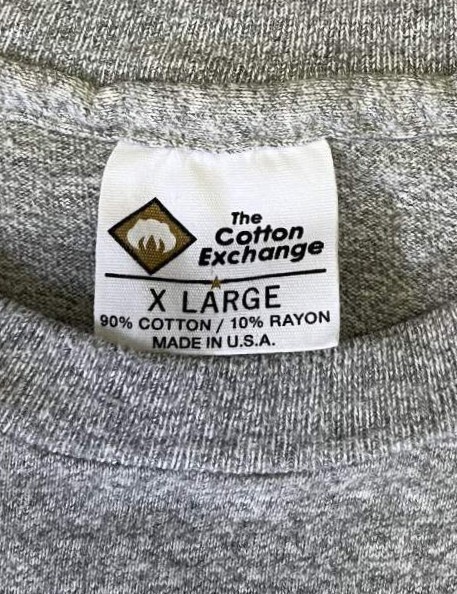 The
Cotton
Exchange
X LARGE
90% COTTON / 10% RAYON
MADE IN U.S.A.